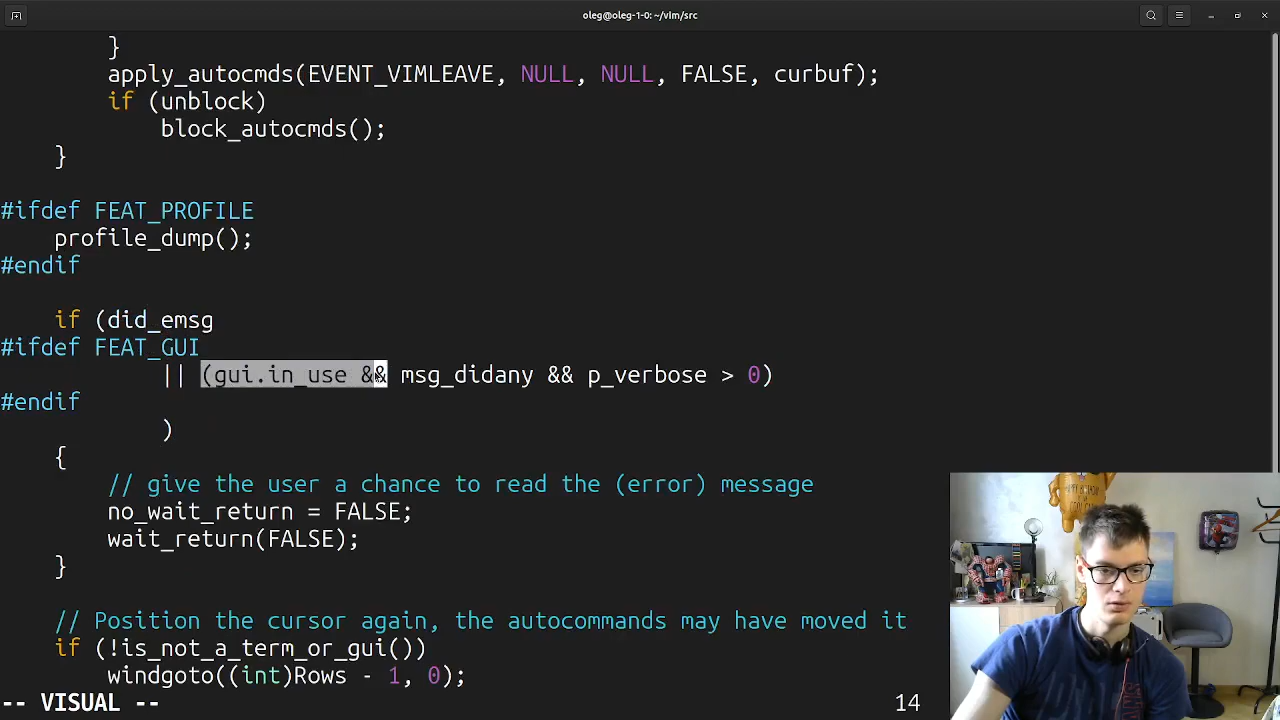 oleg@oleg-1-0: ~/vim/src
}
apply_autocmds(EVENT_VIMLEAVE, NULL, NULL, FALSE, curbuf);
if (unblock)
block_autocmds();
}
#ifdef FEAT_PROFILE
profile_dump();
#endif
if (did_emsg
#ifdef FEAT_GUI
|| (gui.in_use && msg_didany && p_verbose > 0)
#endif
)
{
// give the user a chance to read the (error) message
no_wait_return = FALSE;
wait_return(FALSE);
}
// Position the cursor again, the autocommands may have moved it
if (!is_not_a_term_or_gui())
windgoto((int)Rows - 1, 0);
-- VISUAL -- 14